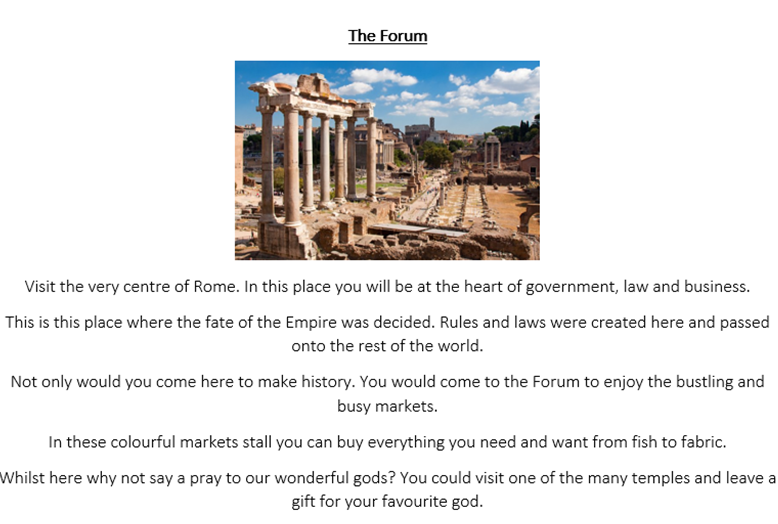 The Forum
Visit the very centre of Rome. In this place you will be at the heart of government, law and business.
This is this place where the fate of the Empire was decided. Rules and laws were created here and passed
onto the rest of the world.
Not only would you come here to make history. You would come to the Forum to enjoy the bustling and
busy markets.
In these colourful markets stall you can buy everything you need and want from fish to fabric.
Whilst here why not say a pray to our wonderful gods? You could visit one of the many temples and leave a
gift for your favourite god.